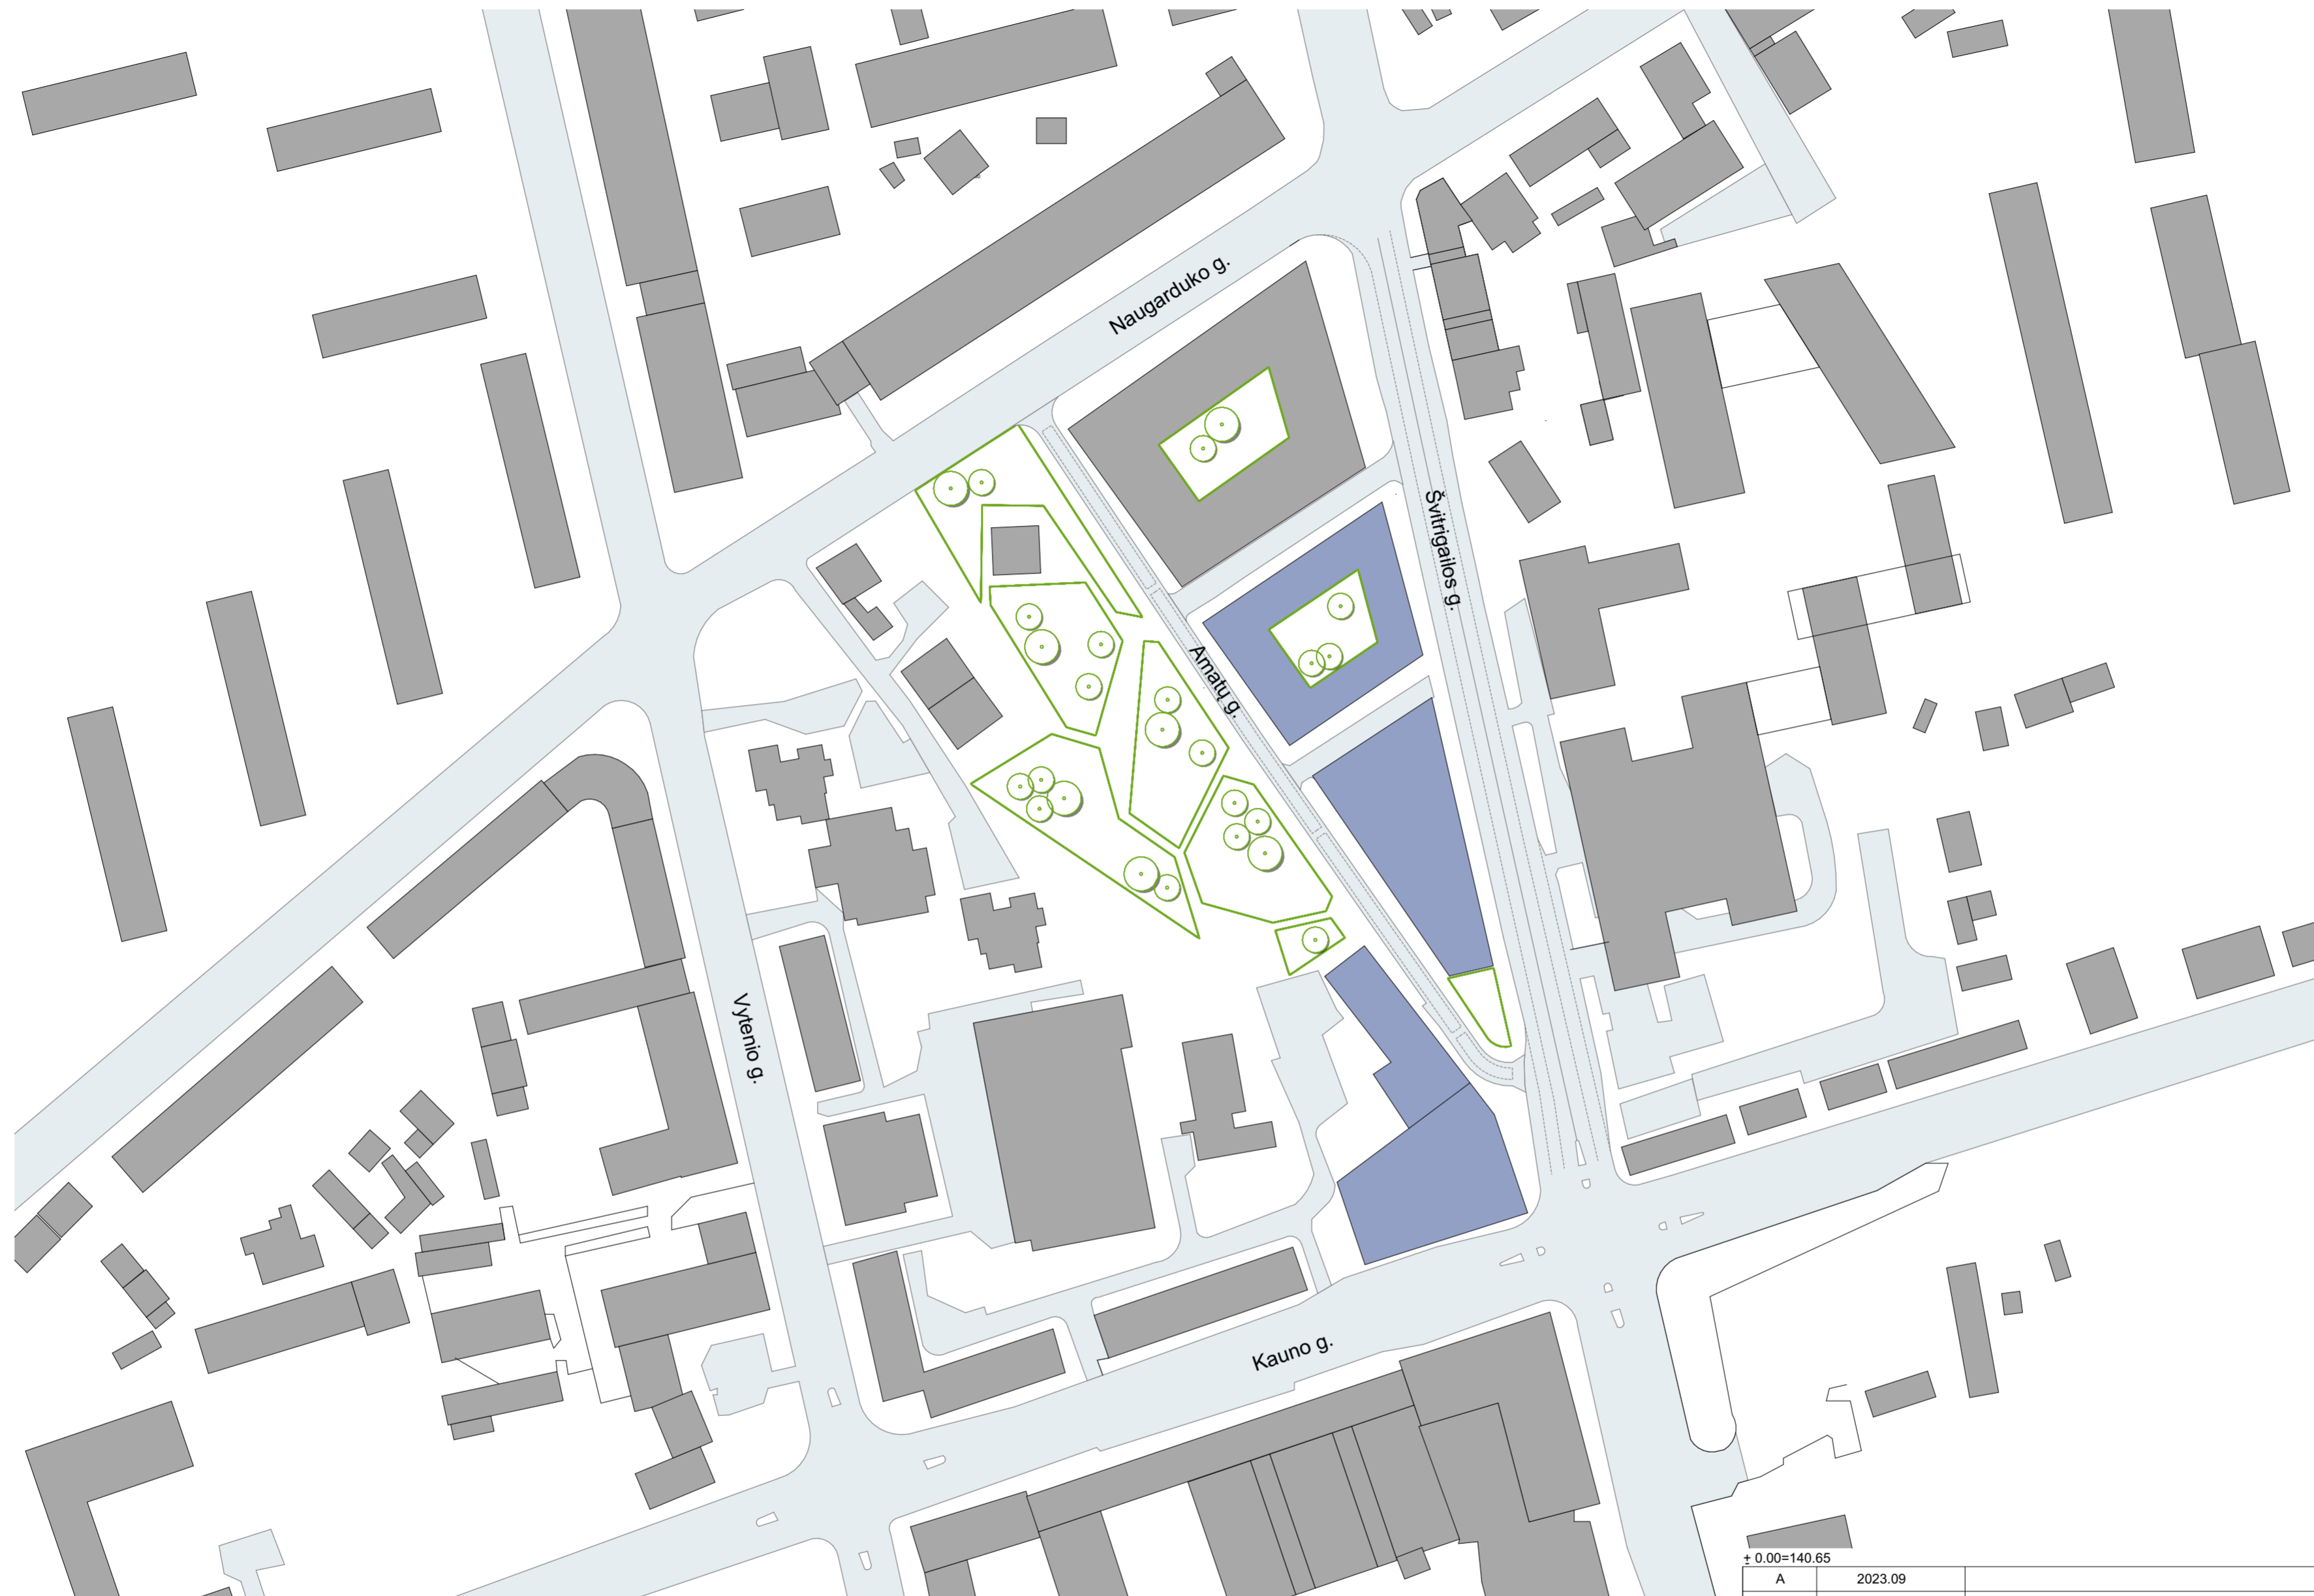 Naugarduko g.
Švitrigailos g.
Amatų g.
Vytenio g.
Kauno g.
± 0.00=140.65
A 2023.09